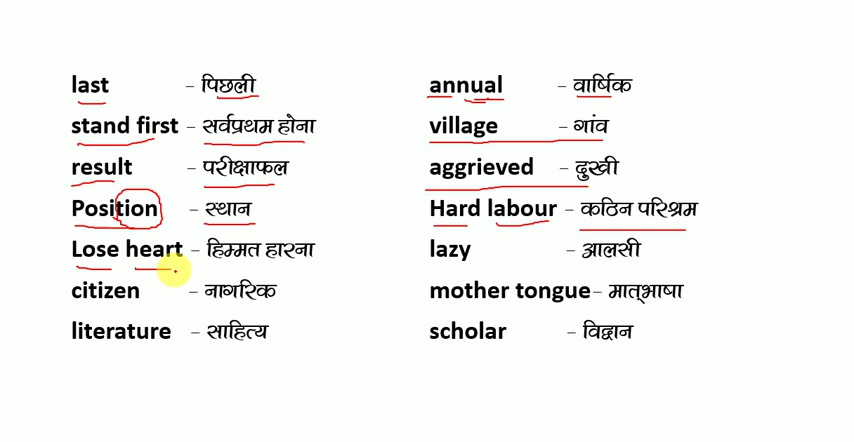 last - पिछली annual - वार्षिक
stand first - सर्वप्रथम होना village - गांव
result - परीक्षाफल aggrieved - दुखी
Position - स्थान Hard labour - कठिन परिश्रम
Lose heart - हिम्मत हारना lazy - आलसी
citizen - नागरिक mother tongue - मात्भाषा
literature - साहित्य scholar - विद्वान